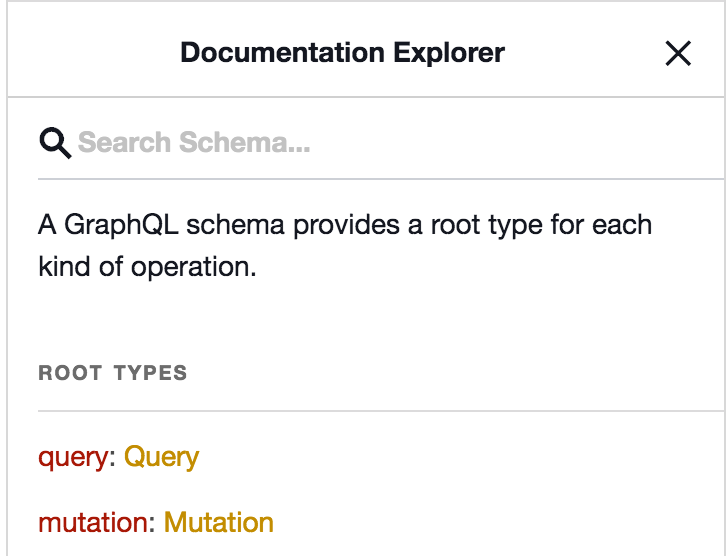 Documentation Explorer
Search Schema...
A GraphQL schema provides a root type for each
kind of operation.
ROOT TYPES
query: Query
mutation: Mutation